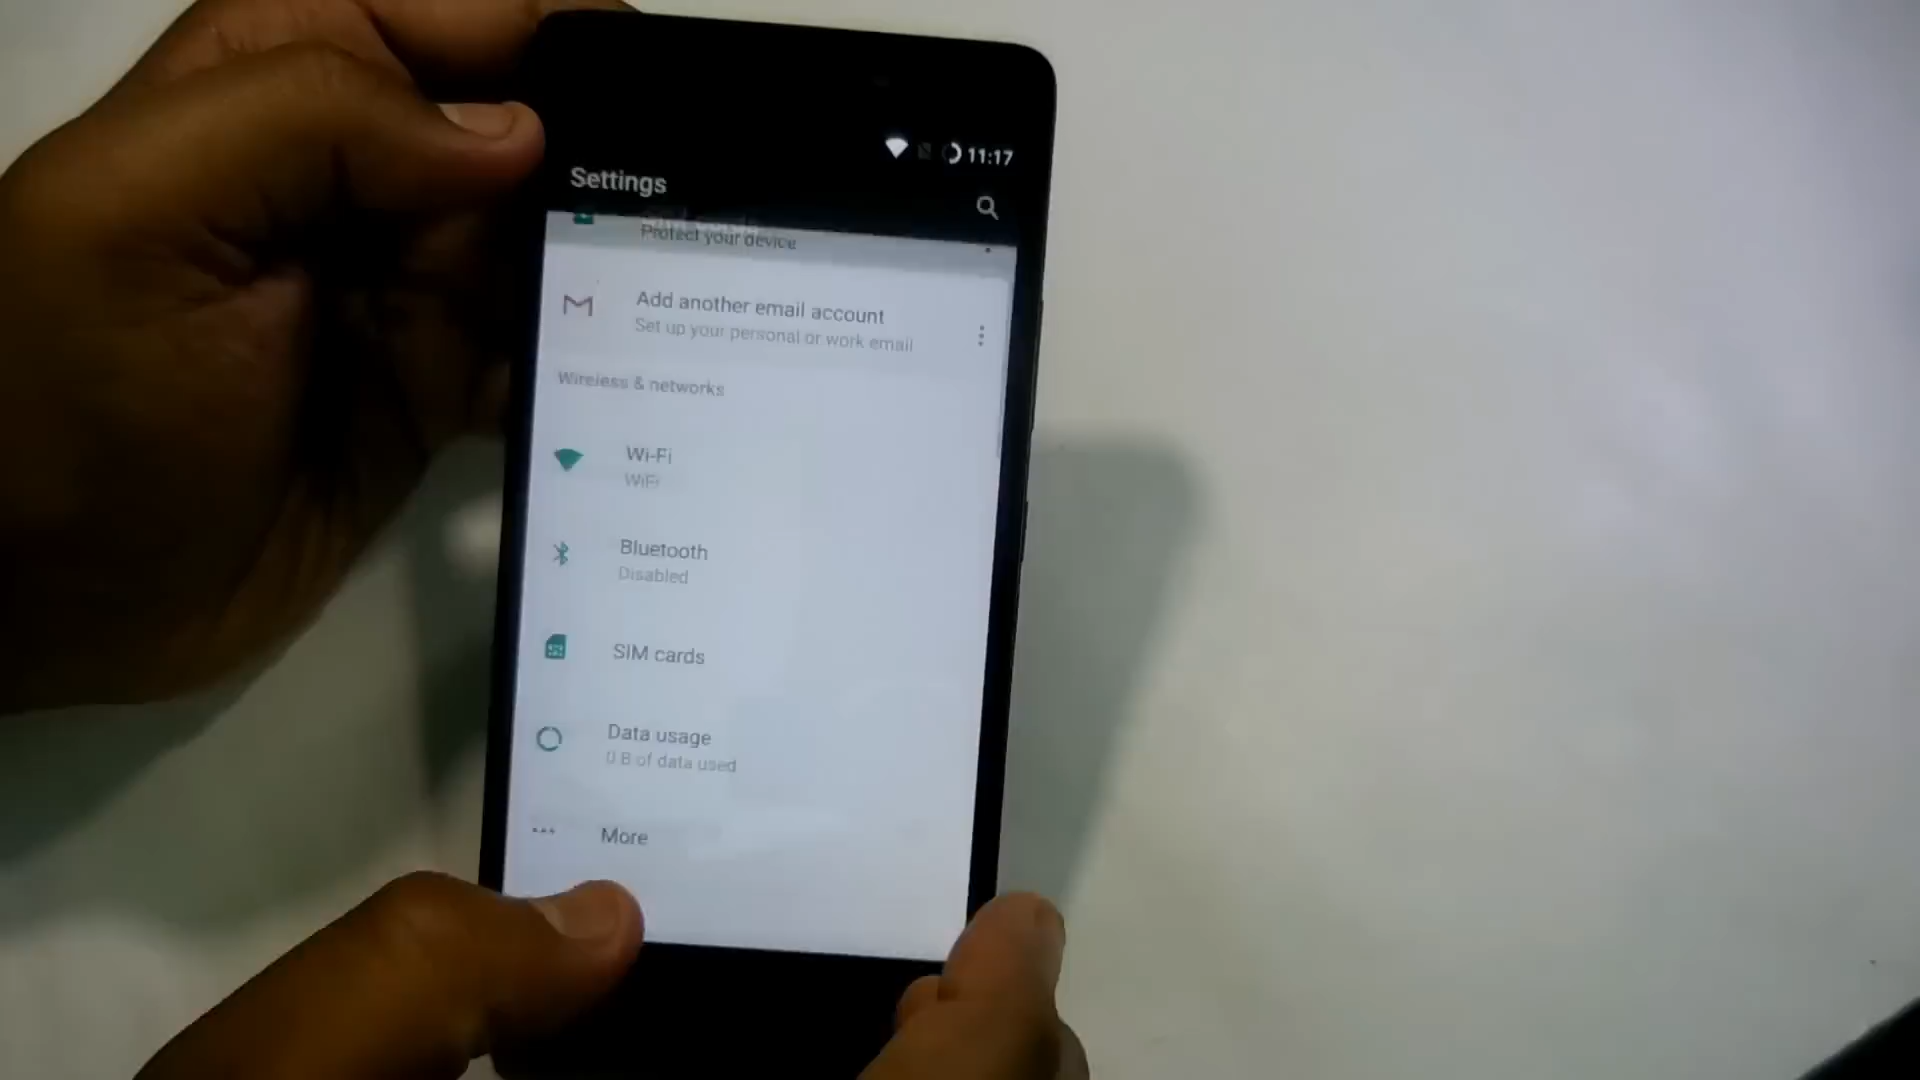 11:17
Settings
Protect your device
Add another email account
Set up your personal or work email
Wireless & networks
Wi-Fi
WiFi
Bluetooth
Disabled
SIM cards
Data usage
0 B of data used
More